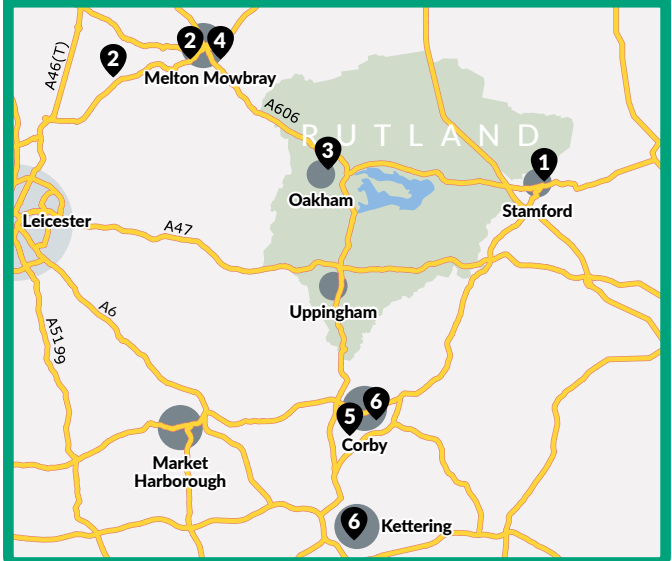 A46(T)
2
2
4
Melton Mowbray
A606
RUTLAND
3
1
Oakham
Stamford
Leicester
A47
Uppingham
A6
A5199
6
5
Corby
Market
Harborough
6
Kettering